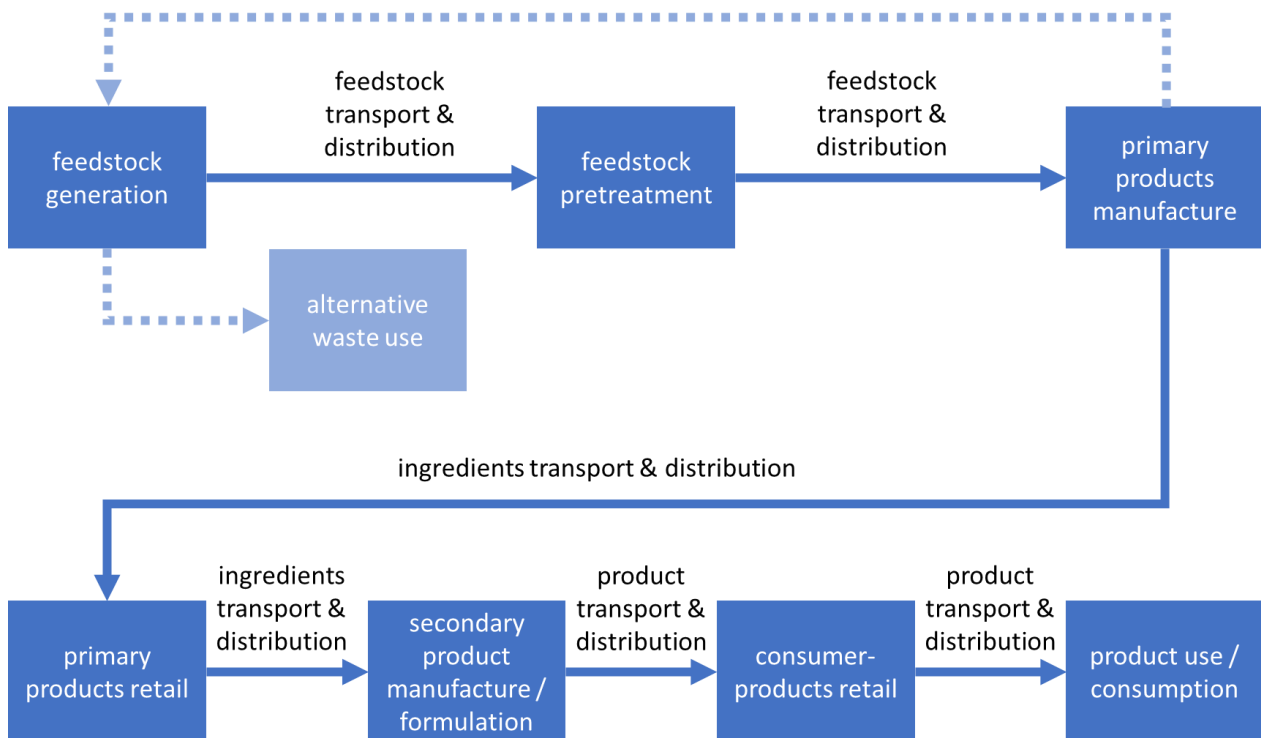 feedstock
transport &
distribution
feedstock
transport &
distribution
feedstock
generation
feedstock
pretreatment
primary
products
manufacture
alternative
waste use
ingredients transport & distribution
ingredients
transport &
distribution
product
transport &
distribution
product
transport &
distribution
primary
products retail
secondary
product
manufacture /
formulation
consumer-
products retail
product use /
consumption